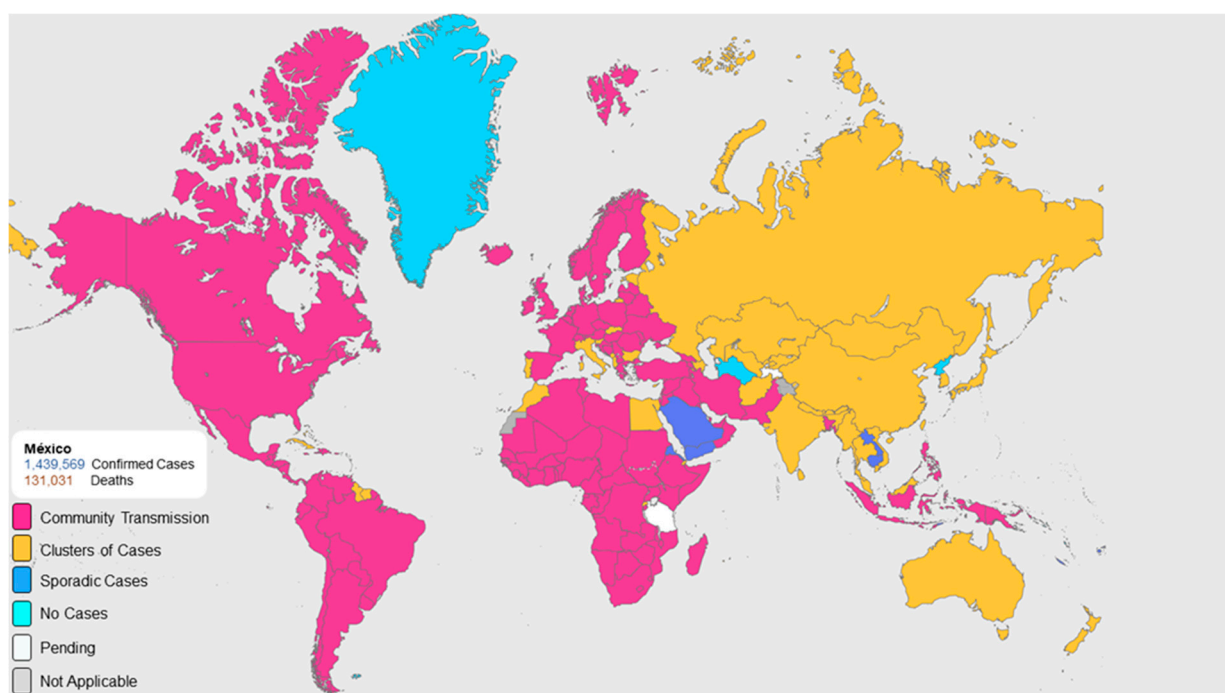 México
1,439,569 Confirmed Cases
131,031 Deaths
Community Transmission
Clusters of Cases
Sporadic Cases
No Cases
Pending
Not Applicable